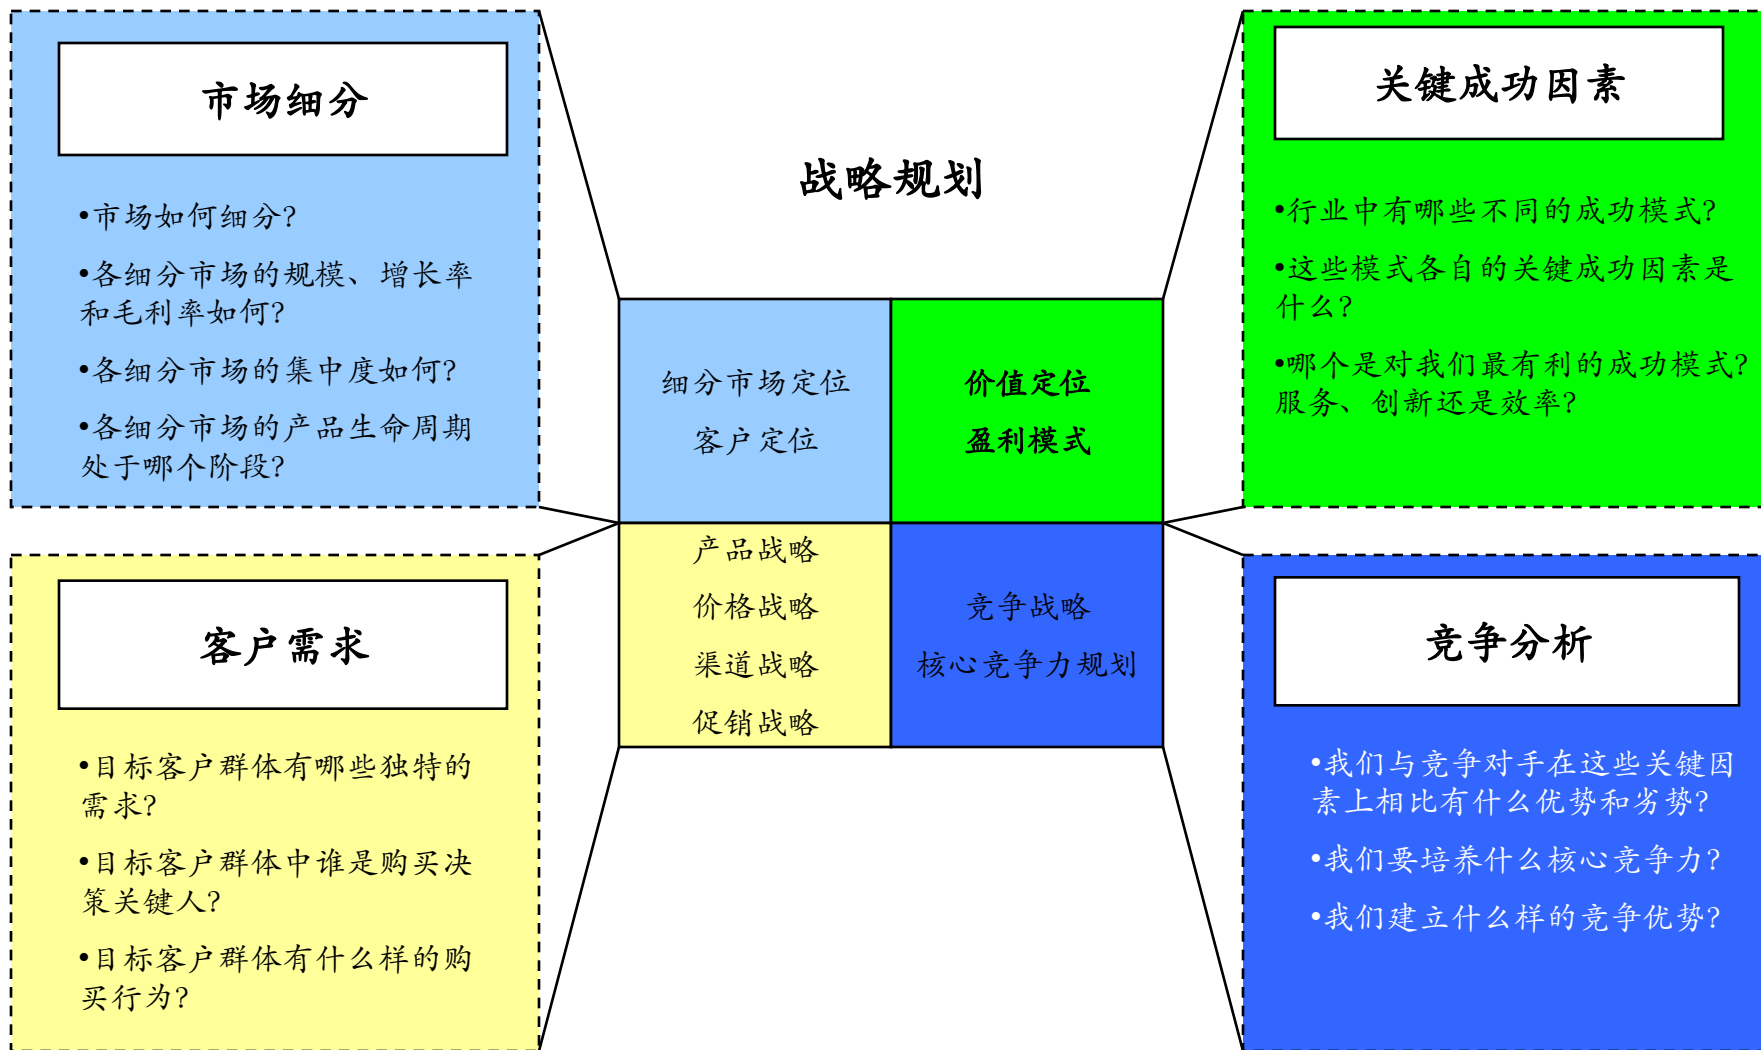 市场细分
•市场如何细分?
•各细分市场的规模、增长率
和毛利率如何?
•各细分市场的集中度如何?
•各细分市场的产品生命周期
处于哪个阶段?
战略规划
关键成功因素
•行业中有哪些不同的成功模式?
•这些模式各自的关键成功因素是
什么?
•哪个是对我们最有利的成功模式?
服务、创新还是效率?
细分市场定位
客户定位
价值定位
盈利模式
产品战略
价格战略
渠道战略
促销战略
竞争战略
核心竞争力规划
客户需求
•目标客户群体有哪些独特的
需求?
•目标客户群体中谁是购买决
策关键人?
•目标客户群体有什么样的购
买行为?
竞争分析
•我们与竞争对手在这些关键因
素上相比有什么优势和劣势?
•我们要培养什么核心竞争力?
•我们建立什么样的竞争优势?